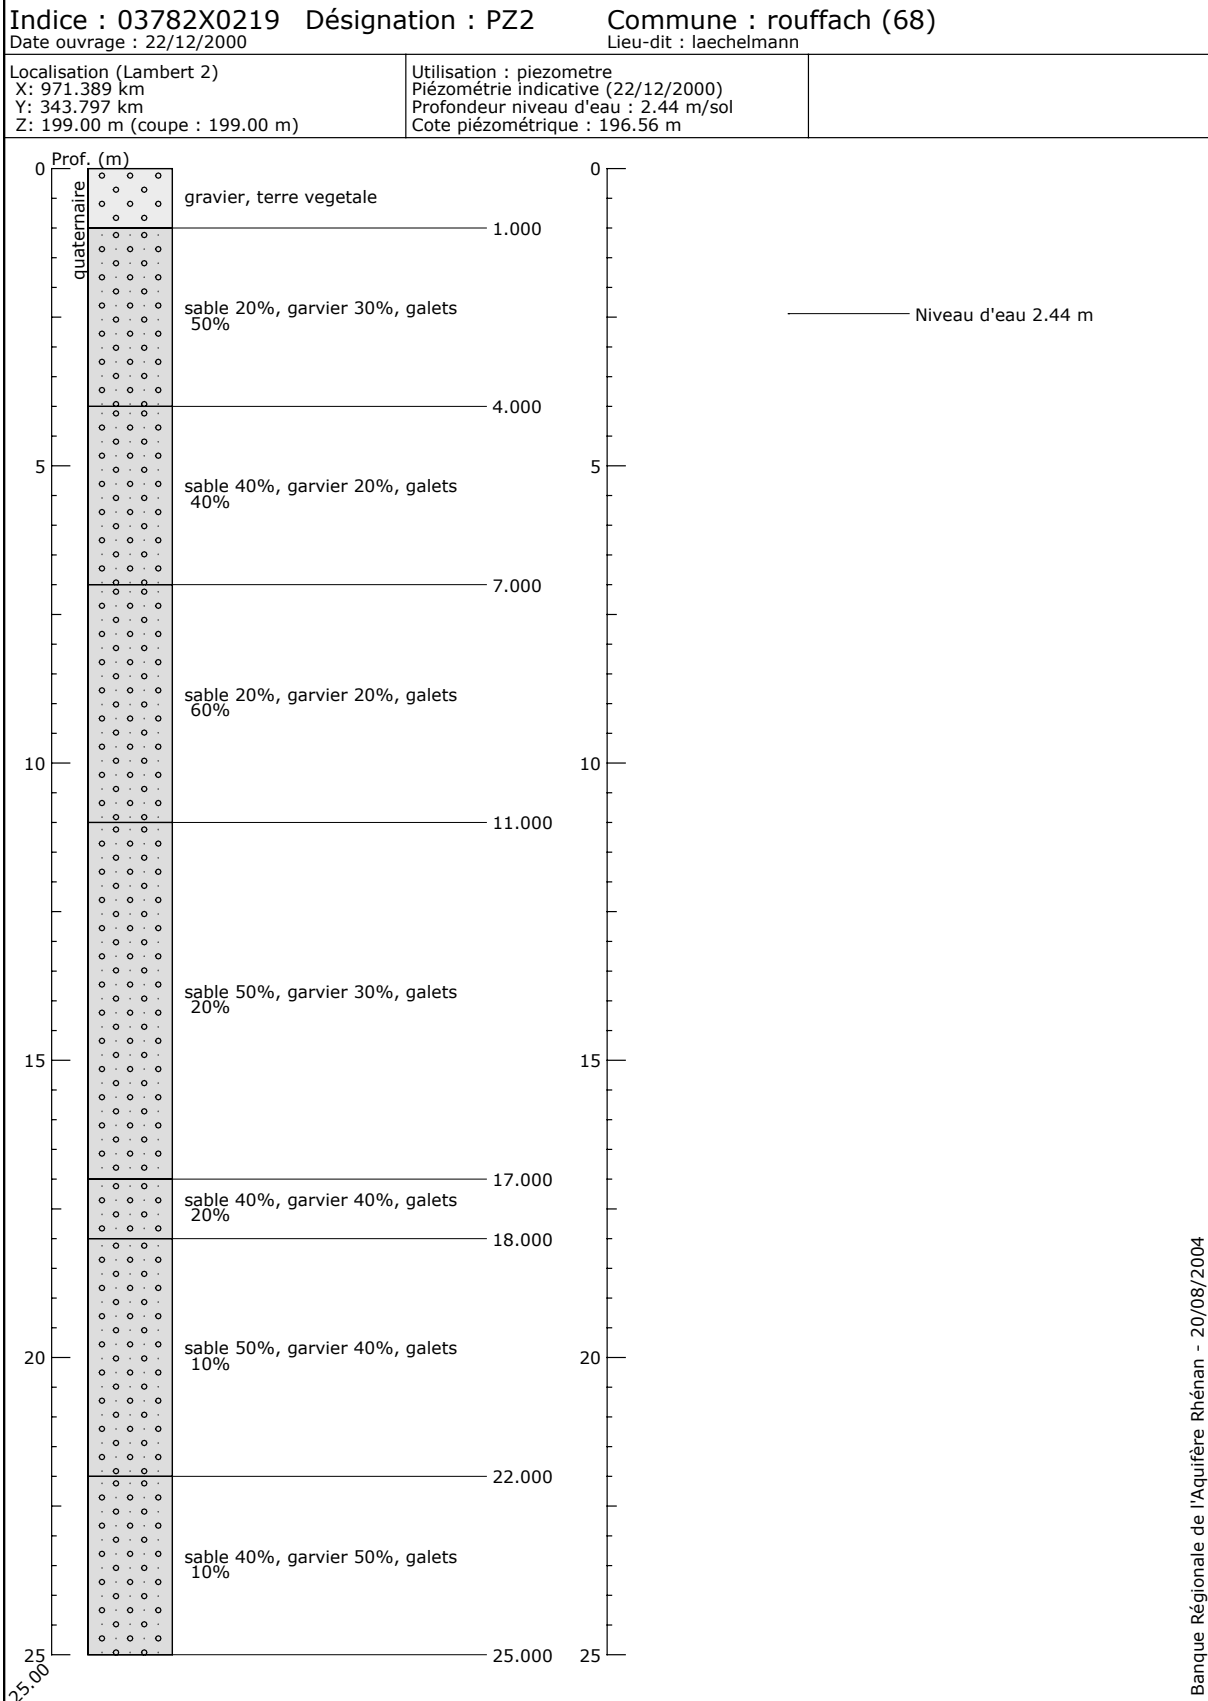 Indice : 03782X0219 Désignation : PZ2 Commune : rouffach (68)
Date ouvrage : 22/12/2000 Lieu-dit : laechelmann
Localisation (Lambert 2)
X: 971.389 km
Y: 343.797 km
Z: 199.00 m (coupe : 199.00 m)
Utilisation : piezometre
Piézométrie indicative (22/12/2000)
Profondeur niveau d'eau : 2.44 m/sol
Cote piézométrique : 196.56 m
Prof. (m)
0
quaternaire
gravier, terre vegetale
0
1.000
sable 20%, garvier 30%, galets
50%
Niveau d'eau 2.44 m
4.000
5
5
sable 40%, garvier 20%, galets
40%
7.000
sable 20%, garvier 20%, galets
60%
10
10
11.000
sable 50%, garvier 30%, galets
20%
15
15
17.000
sable 40%, garvier 40%, galets
20%
18.000
sable 50%, garvier 40%, galets
10%
20
20
22.000
sable 40%, garvier 50%, galets
10%
25
25.000
25
25.00
Banque Régionale de l'Aquifère Rhénan - 20/08/2004